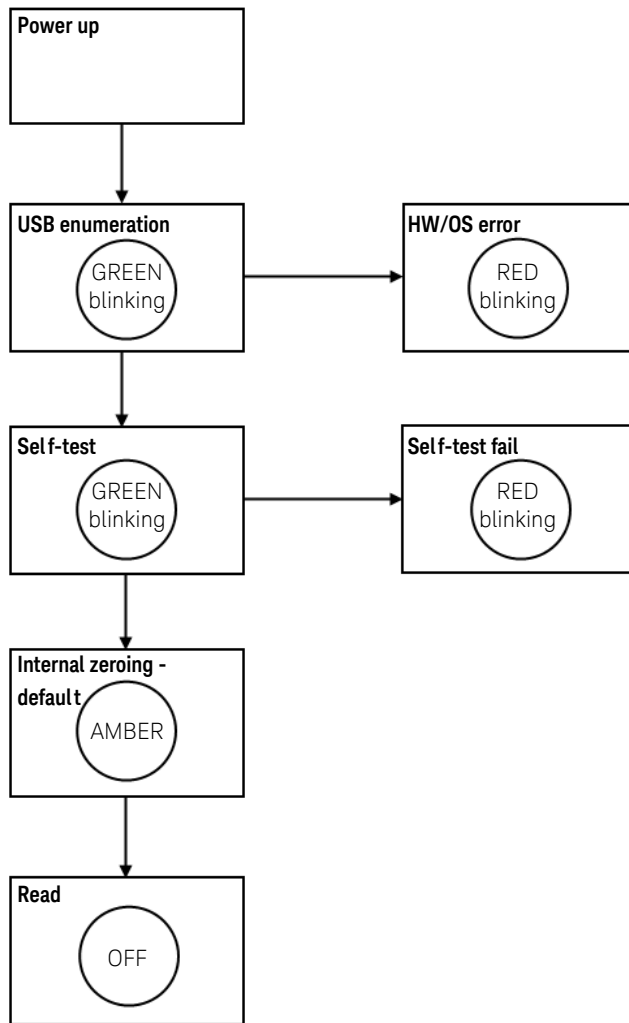 Power up
USB enumeration
GREEN
blinking
HW/OS error
RED
blinking
Self-test
GREEN
blinking
Self-test fail
RED
blinking
Internal zeroing -
default
AMBER
Read
OFF